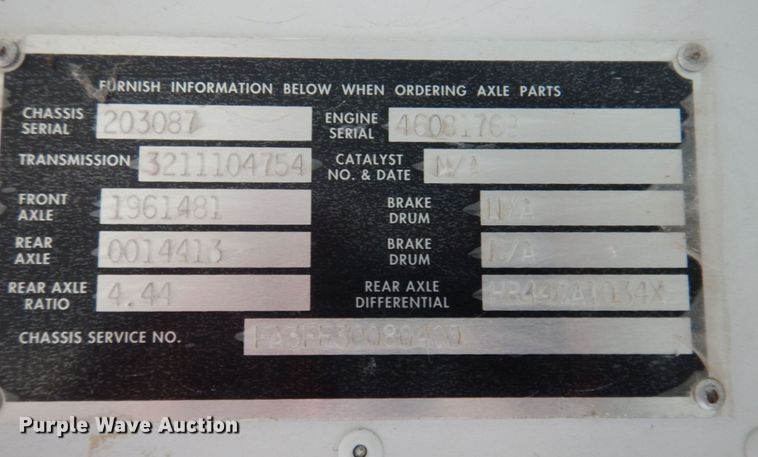 FURNISH INFORMATION BELOW WHEN ORDERING AXLE PARTS
CHASSIS SERIAL 203087 ENGINE SERIAL
TRANSMISSION 3211104754 CATALYST NO. & DATE N/A
FRONT AXLE 1961481 BRAKE DRUM N/A
REAR AXLE 0014413 BRAKE DRUM N/A
REAR AXLE RATIO 4.44 REAR AXLE DIFFERENTIAL
CHASSIS SERVICE NO.
Purple Wave Auction